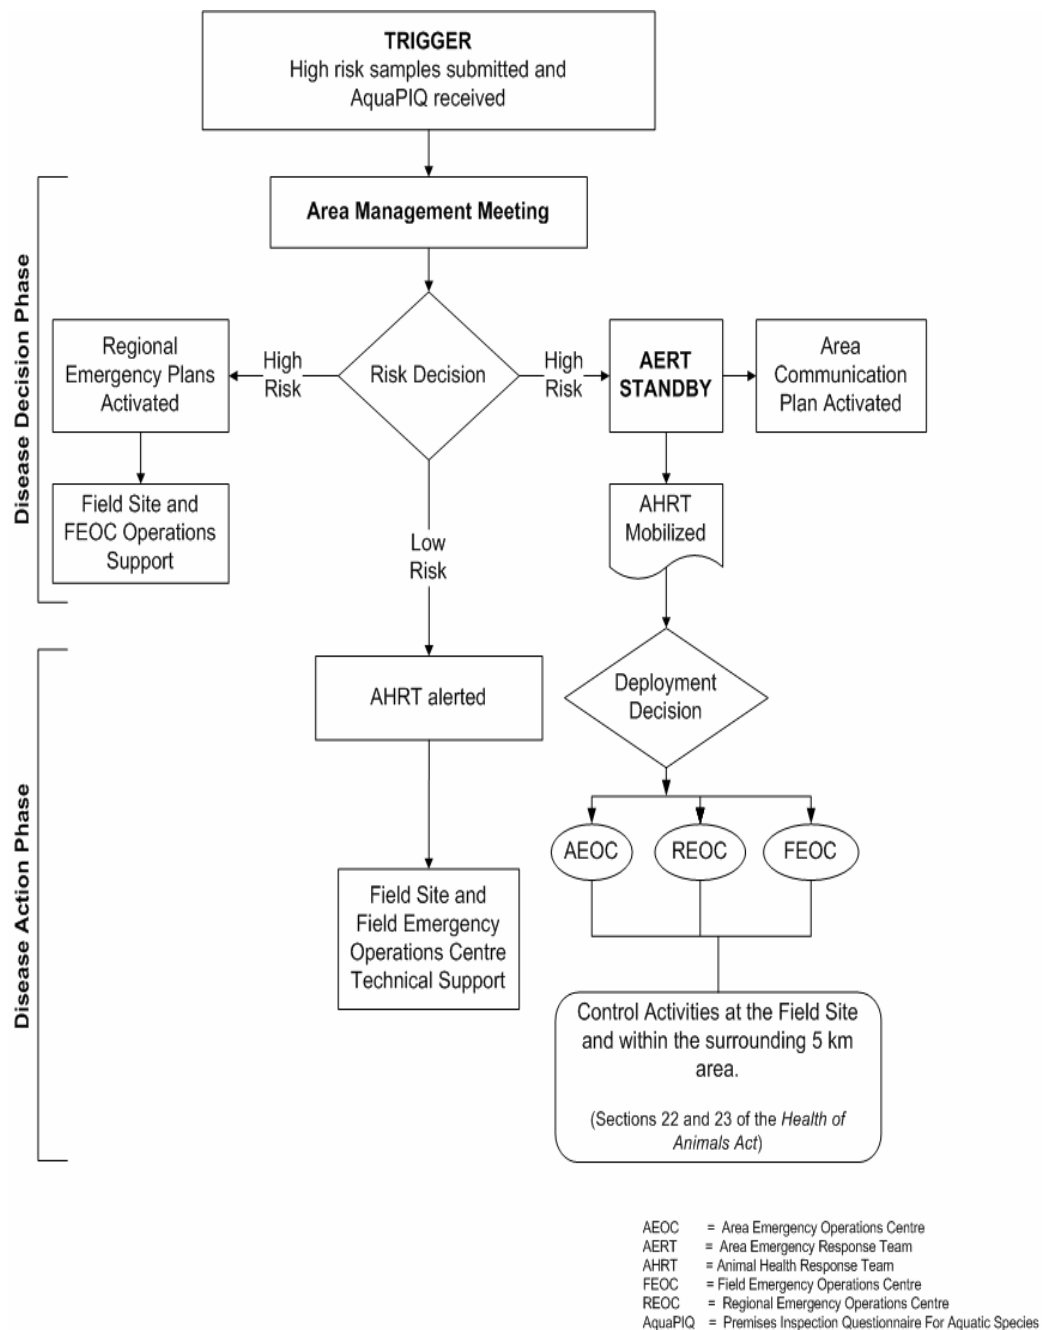 TRIGGER
High risk samples submitted and
AquaPIQ received
Disease Decision Phase
Area Management Meeting
Regional
Emergency Plans
Activated
High
Risk
Risk Decision
High
Risk
AERT
STANDBY
Area
Communication
Plan Activated
Field Site and
FEOC Operations
Support
Low
Risk
AHRT
Mobilized
Disease Action Phase
AHRT alerted
Deployment
Decision
AEOC
REOC
FEOC
Field Site and
Field Emergency
Operations Centre
Technical Support
Control Activities at the Field Site
and within the surrounding 5 km
area.
(Sections 22 and 23 of the Health of
Animals Act)
AEOC = Area Emergency Operations Centre
AERT = Area Emergency Response Team
AHRT = Animal Health Response Team
FEOC = Field Emergency Operations Centre
REOC = Regional Emergency Operations Centre
AquaPIQ = Premises Inspection Questionnaire For Aquatic Species